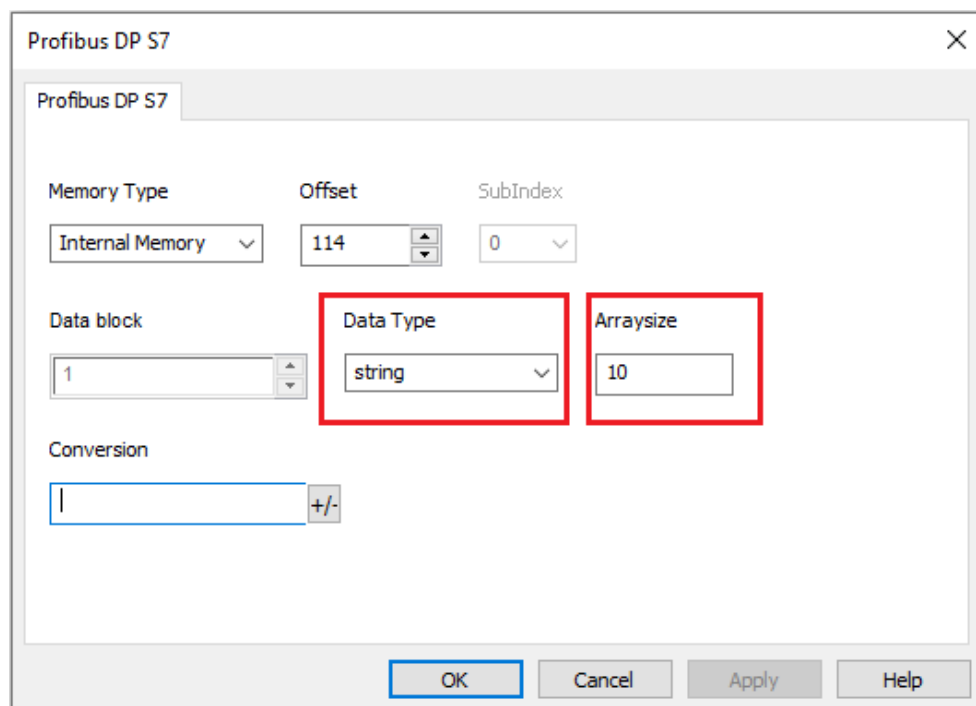 Profibus DP S7
Profibus DP S7
Memory Type Offset SubIndex
Internal Memory 114 0
Data block Data Type Arraysize
1 string 10
Conversion
+/-
OK Cancel Apply Help